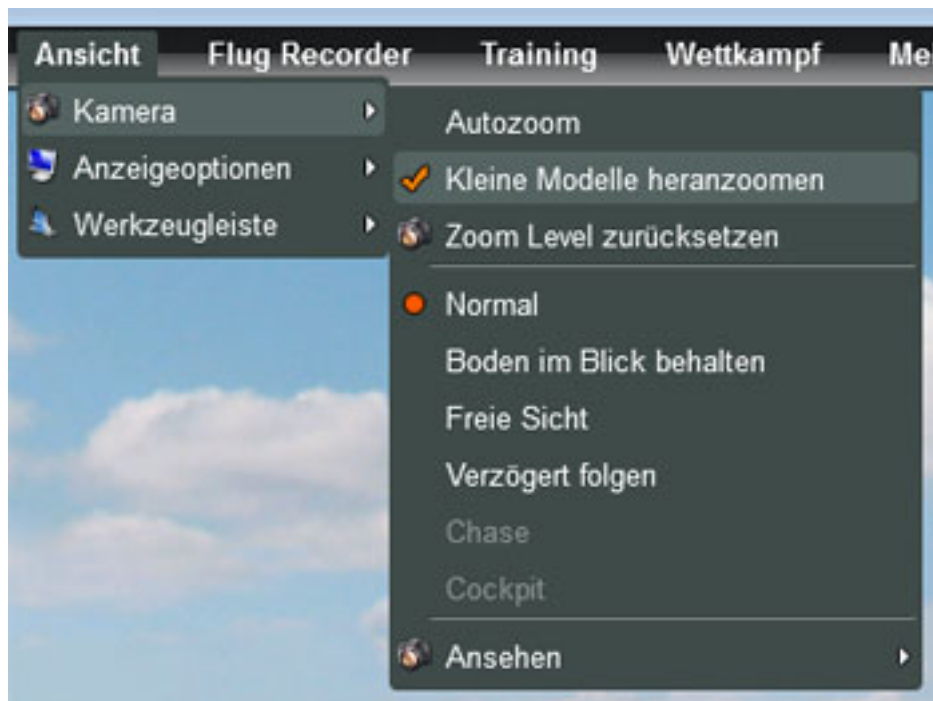 Ansicht Flug Recorder Training Wettkampf
Kamera
Anzeigeoptionen
Werkzeugleiste
Autozoom
Kleine Modelle heranzoomen
Zoom Level zurücksetzen
Normal
Boden im Blick behalten
Freie Sicht
Verzögert folgen
Chase
Cockpit
Ansehen